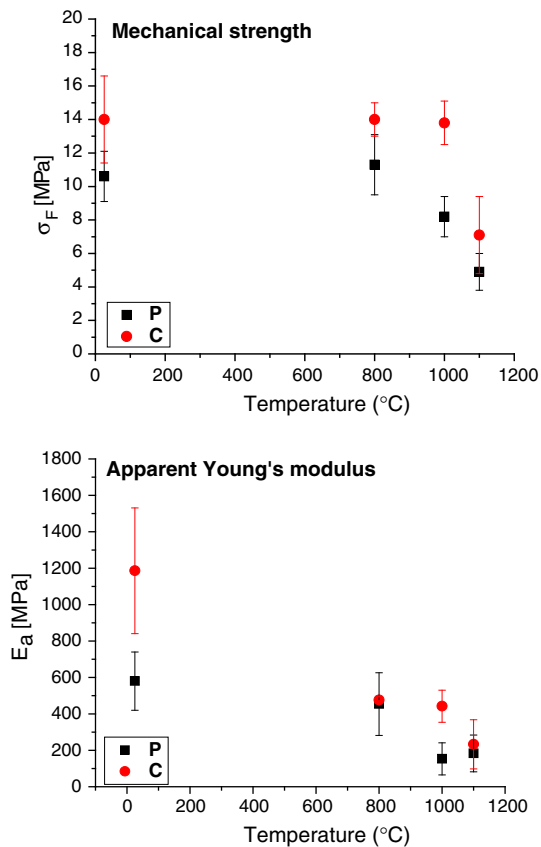 Mechanical strength
20
18
16
14
12
10
8
6
4
2
0
σF [MPa]
P
C
0 200 400 600 800 1000 1200
Temperature (°C)
Apparent Young's modulus
1800
1600
1400
1200
1000
800
600
400
200
0
Ea [MPa]
P
C
0 200 400 600 800 1000 1200
Temperature (°C)